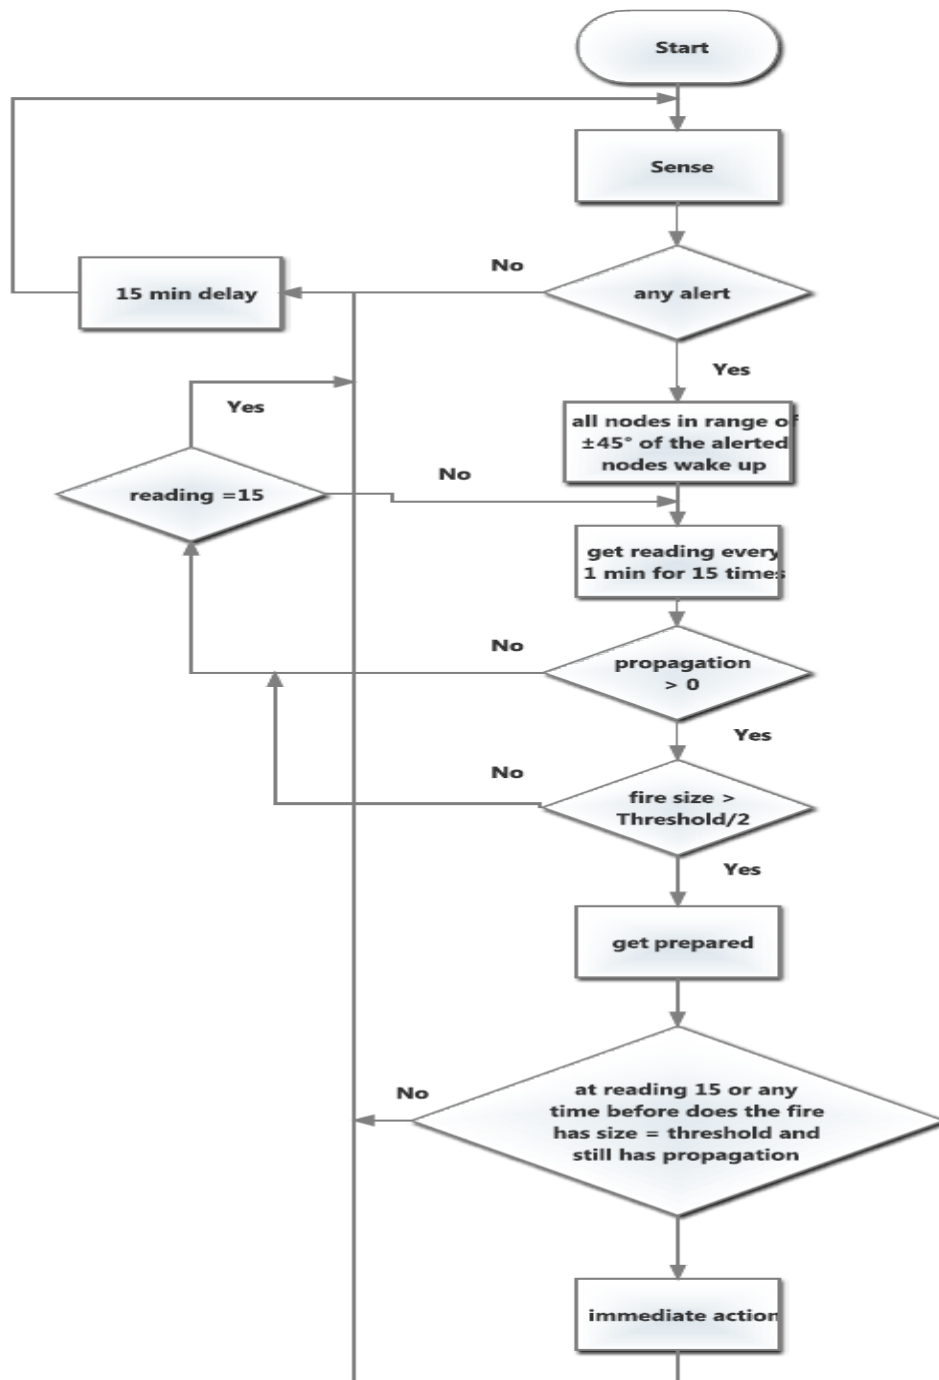 Start
Sense
No
15 min delay
any alert
Yes
all nodes in range of
±45° of the alerted
nodes wake up
Yes
reading =15
No
get reading every
1 min for 15 times
No
propagation
> 0
Yes
No
fire size >
Threshold/2
Yes
get prepared
No
at reading 15 or any
time before does the fire
has size = threshold and
still has propagation
immediate action